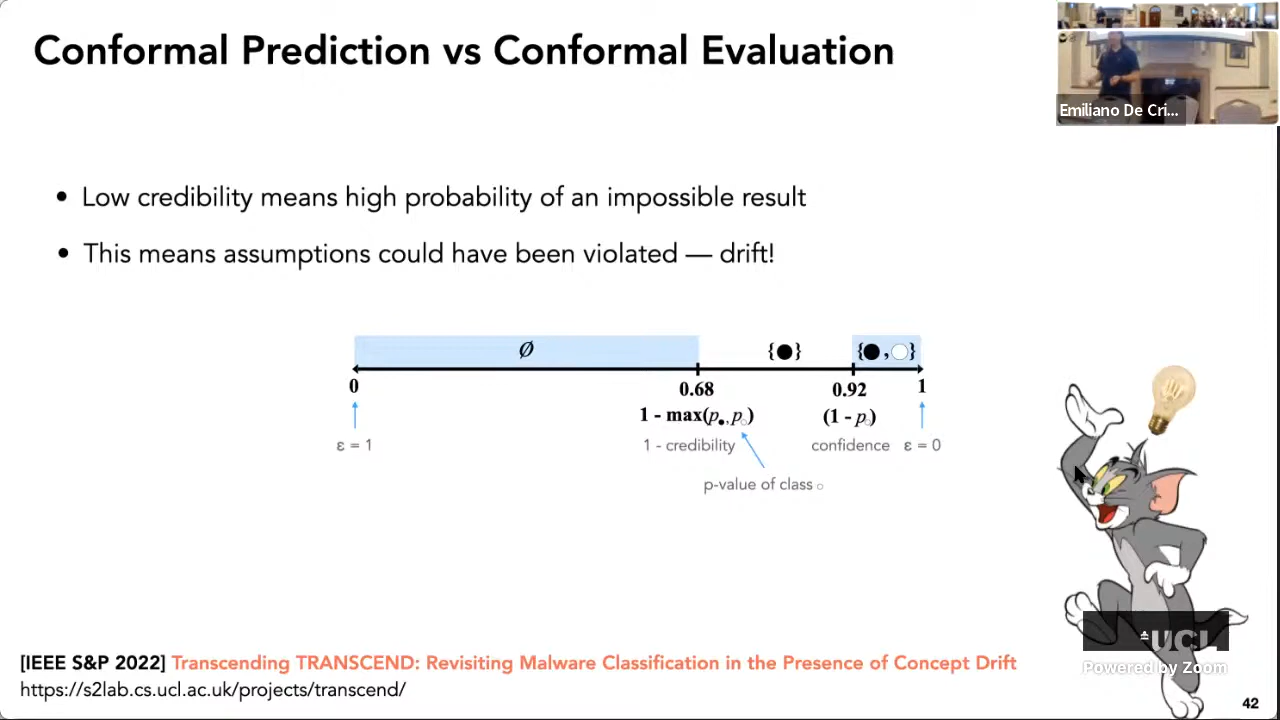 Conformal Prediction vs Conformal Evaluation
Emiliano De Cri...
• Low credibility means high probability of an impossible result
• This means assumptions could have been violated — drift!
Ø {●} {●,○}
0 0.68 0.92 1
1 - max(p●,p○) (1 - p○)
ε = 1 1 - credibility confidence ε = 0
p-value of class ○
UCL
Powered by Zoom
[IEEE S&P 2022] Transcending TRANSCEND: Revisiting Malware Classification in the Presence of Concept Drift
https://s2lab.cs.ucl.ac.uk/projects/transcend/
42